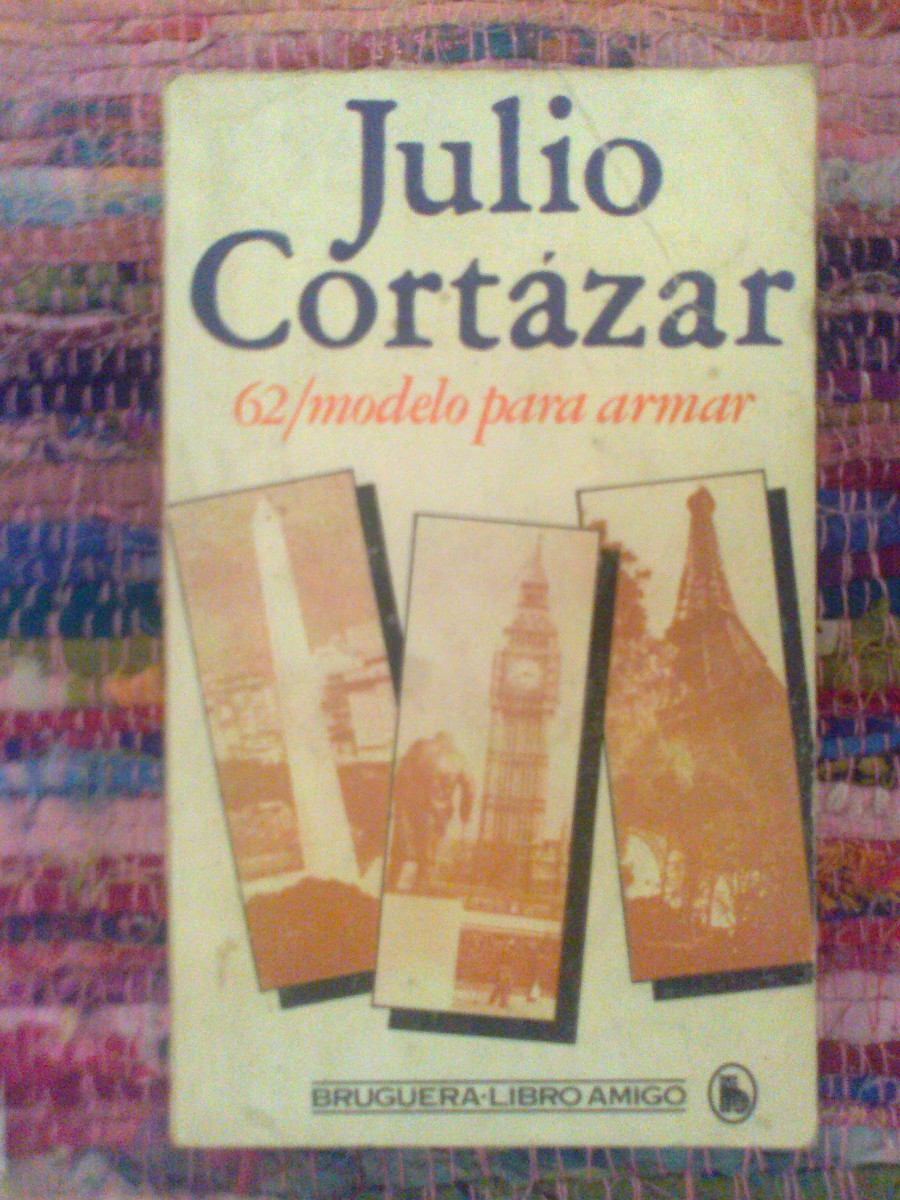 Julio
Cortázar
62/modelo para armar
BRUGUERA·LIBRO AMIGO